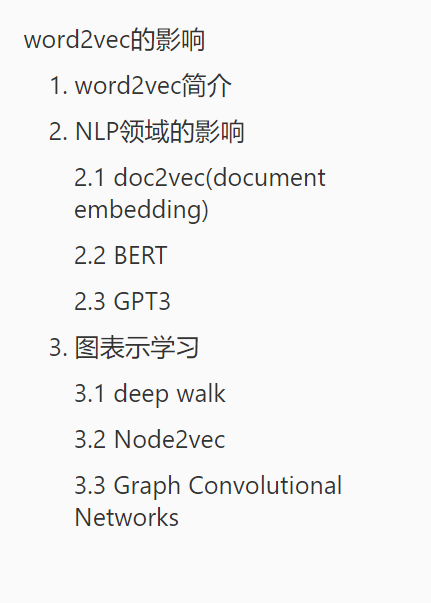 word2vec的影响
1. word2vec简介
2. NLP领域的影响
2.1 doc2vec(document
embedding)
2.2 BERT
2.3 GPT3
3. 图表示学习
3.1 deep walk
3.2 Node2vec
3.3 Graph Convolutional
Networks